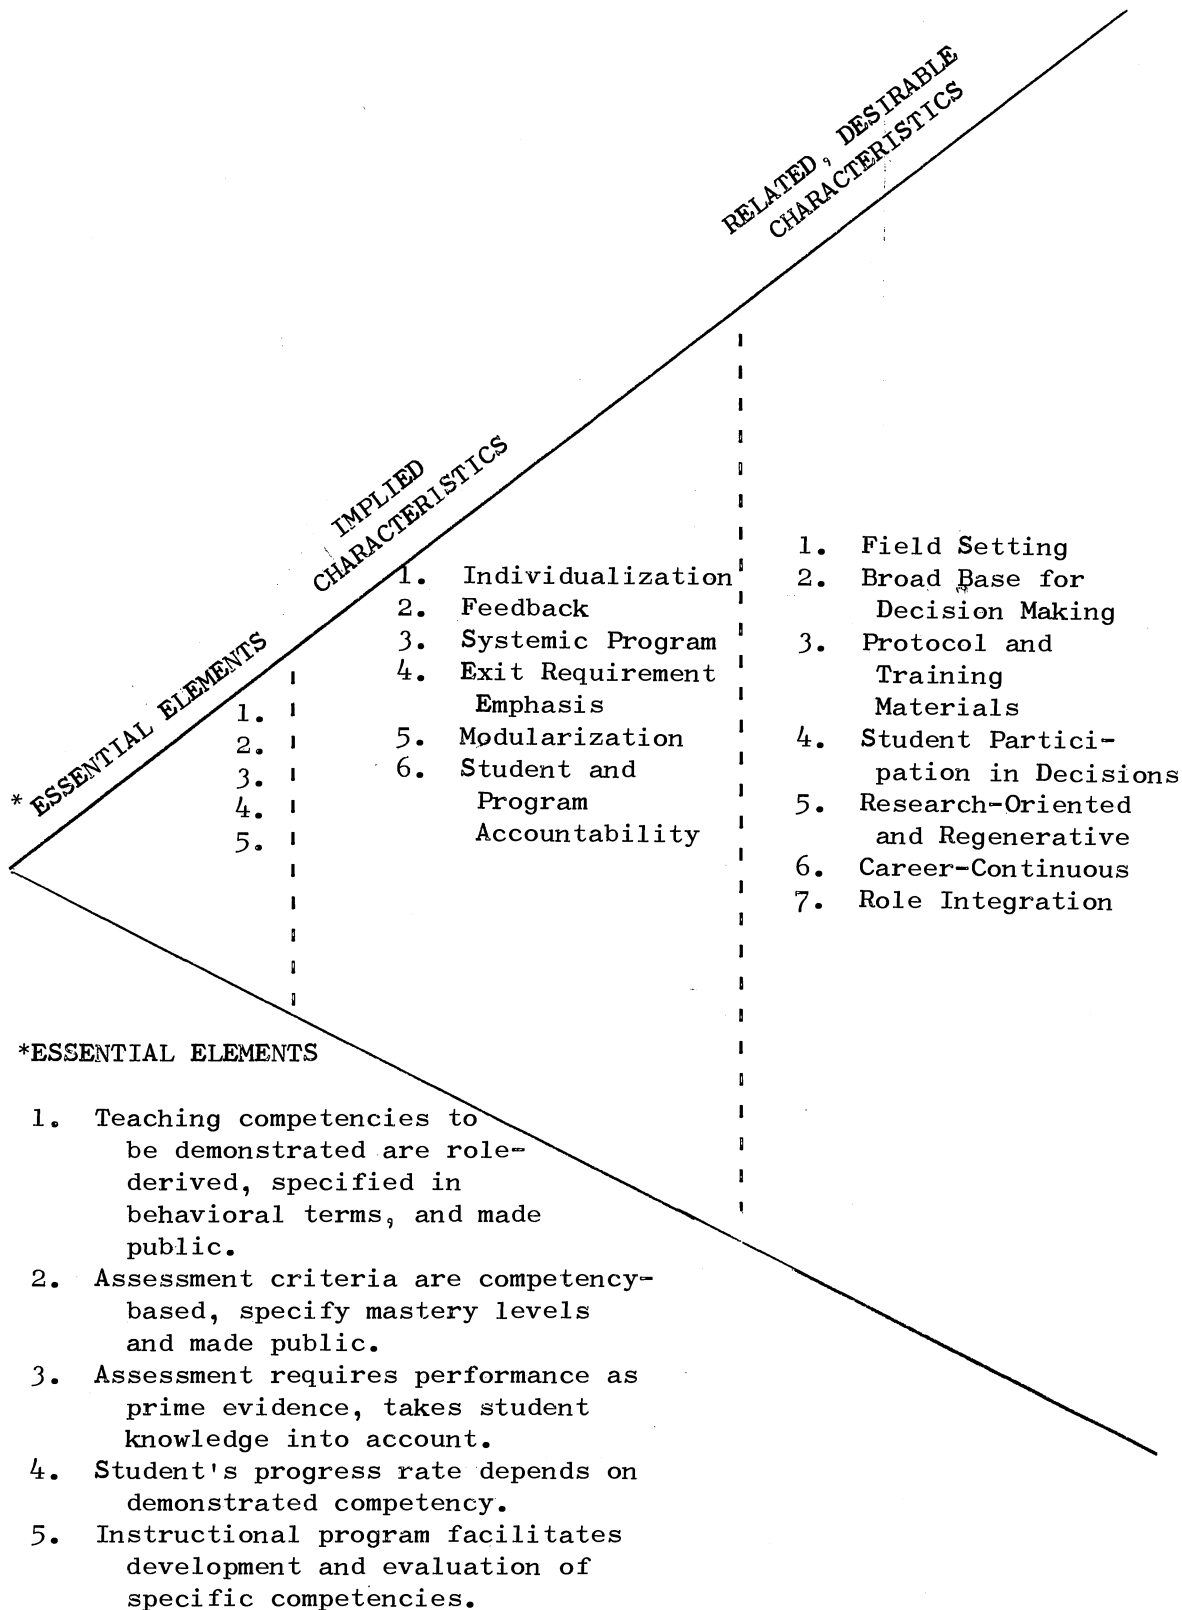 RELATED, DESIRABLE
CHARACTERISTICS
IMPLIED
CHARACTERISTICS
* ESSENTIAL ELEMENTS
1.
2.
3.
4.
5.
1. Individualization
2. Feedback
3. Systemic Program
4. Exit Requirement
Emphasis
5. Modularization
6. Student and
Program
Accountability
1. Field Setting
2. Broad Base for
Decision Making
3. Protocol and
Training
Materials
4. Student Partici-
pation in Decisions
5. Research-Oriented
and Regenerative
6. Career-Continuous
7. Role Integration
*ESSENTIAL ELEMENTS
1. Teaching competencies to
be demonstrated are role-
derived, specified in
behavioral terms, and made
public.
2. Assessment criteria are competency-
based, specify mastery levels
and made public.
3. Assessment requires performance as
prime evidence, takes student
knowledge into account.
4. Student's progress rate depends on
demonstrated competency.
5. Instructional program facilitates
development and evaluation of
specific competencies.